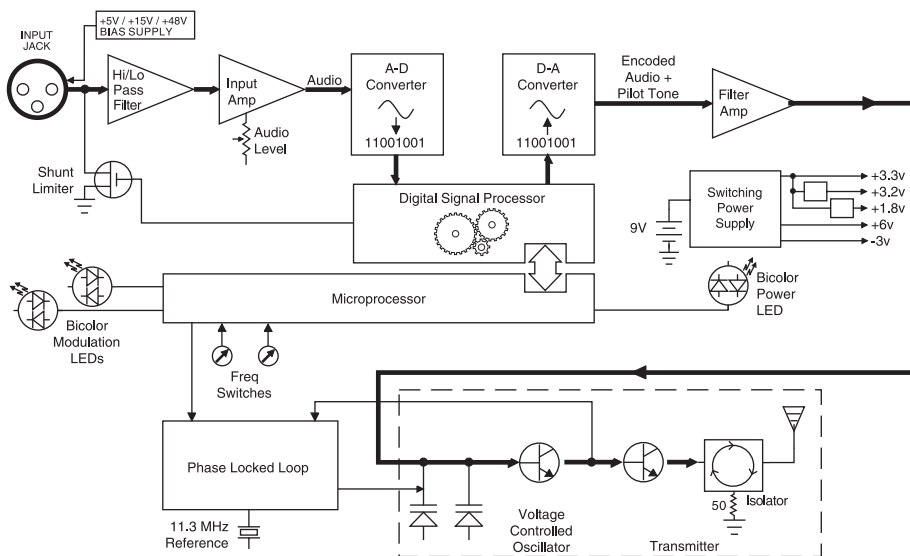 +5V / +15V / +48V
BIAS SUPPLY
INPUT
JACK
Hi/Lo
Pass
Filter
Input
Amp
Audio
Audio
Level
A-D
Converter
11001001
D-A
Converter
11001001
Encoded
Audio +
Pilot Tone
Filter
Amp
Shunt
Limiter
Digital Signal Processor
9V
Switching
Power
Supply
+3.3v
+3.2v
+1.8v
+6v
-3v
Microprocessor
Bicolor
Power
LED
Bicolor
Modulation
LEDs
Freq
Switches
Phase Locked Loop
11.3 MHz
Reference
Voltage
Controlled
Oscillator
50
Isolator
Transmitter